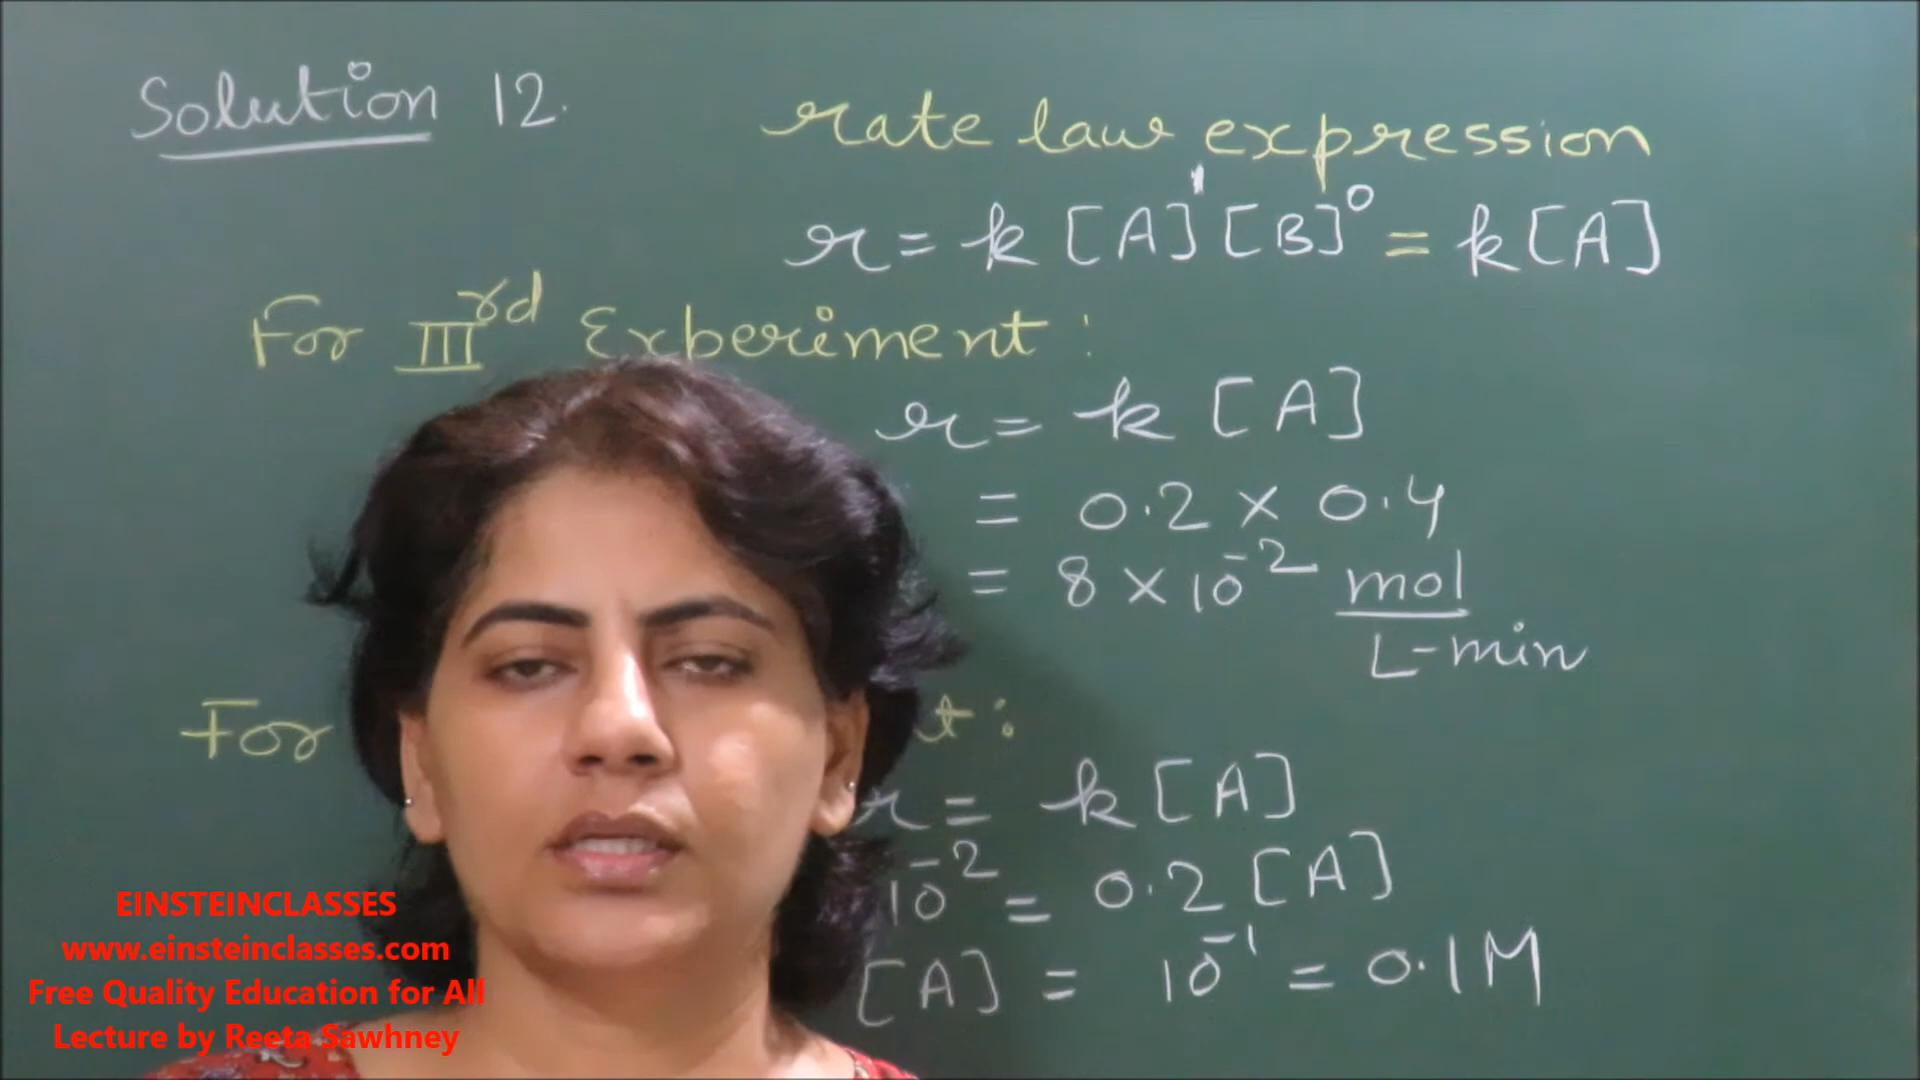 Solution 12.
rate law expression
r = k [A]¹ [B]⁰ = k [A]
For IIIrd Experiment :
r = k [A]
= 0.2 × 0.4
= 8 × 10⁻² mol
L-min
For
t :
r = k [A]
10⁻² = 0.2 [A]
[A] = 10⁻¹ = 0.1 M
EINSTEINCLASSES
www.einsteinclasses.com
Free Quality Education for All
Lecture by Reeta Sawhney